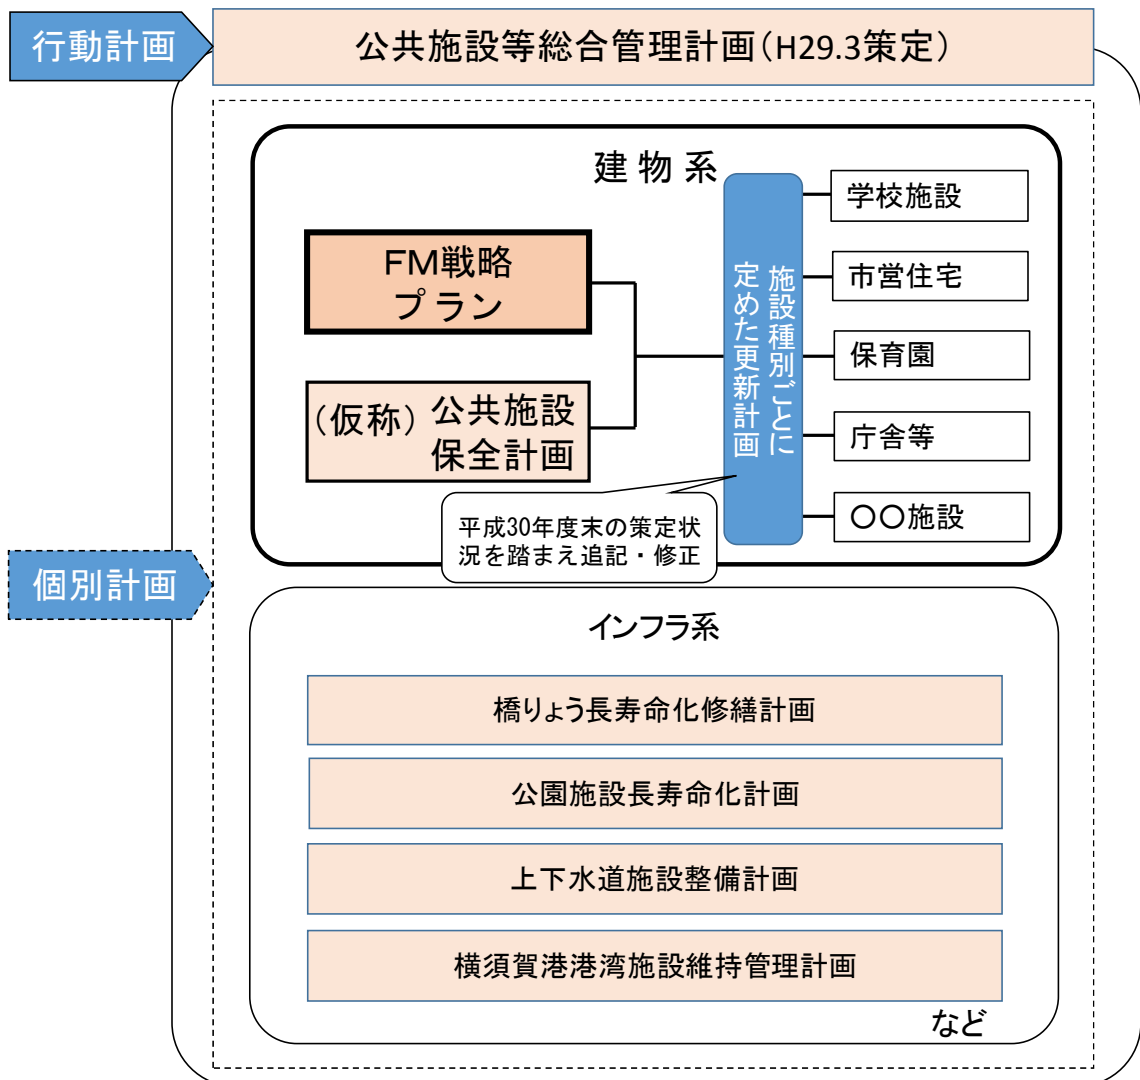 行動計画
公共施設等総合管理計画(H29.3策定)
建物系
FM戦略
プラン
(仮称)公共施設
保全計画
施設種別ごとに
定めた更新計画
学校施設
市営住宅
保育園
庁舎等
〇〇施設
平成30年度末の策定状
況を踏まえ追記・修正
個別計画
インフラ系
橋りょう長寿命化修繕計画
公園施設長寿命化計画
上下水道施設整備計画
横須賀港港湾施設維持管理計画
など